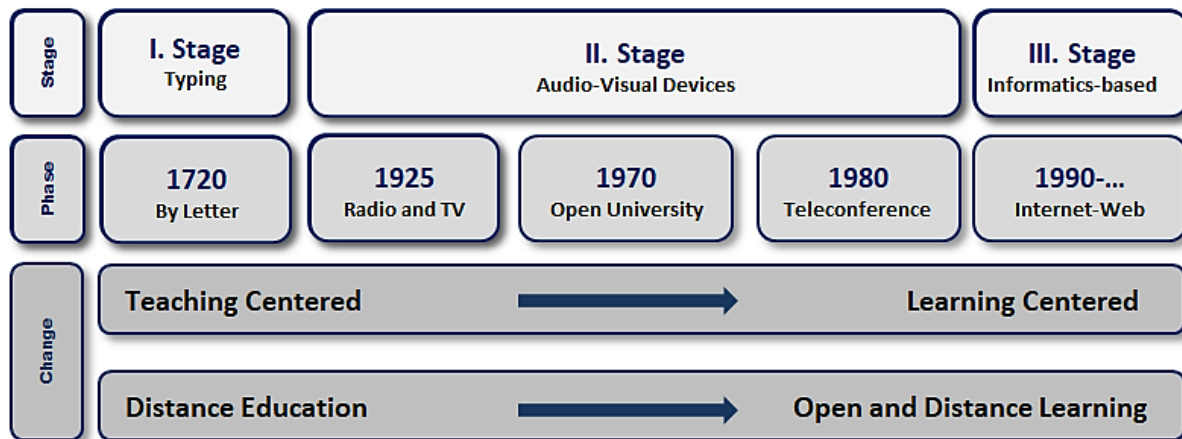 Stage
I. Stage
Typing
II. Stage
Audio-Visual Devices
III. Stage
Informatics-based
Phase
1720
By Letter
1925
Radio and TV
1970
Open University
1980
Teleconference
1990-...
Internet-Web
Change
Teaching Centered
Learning Centered
Distance Education
Open and Distance Learning